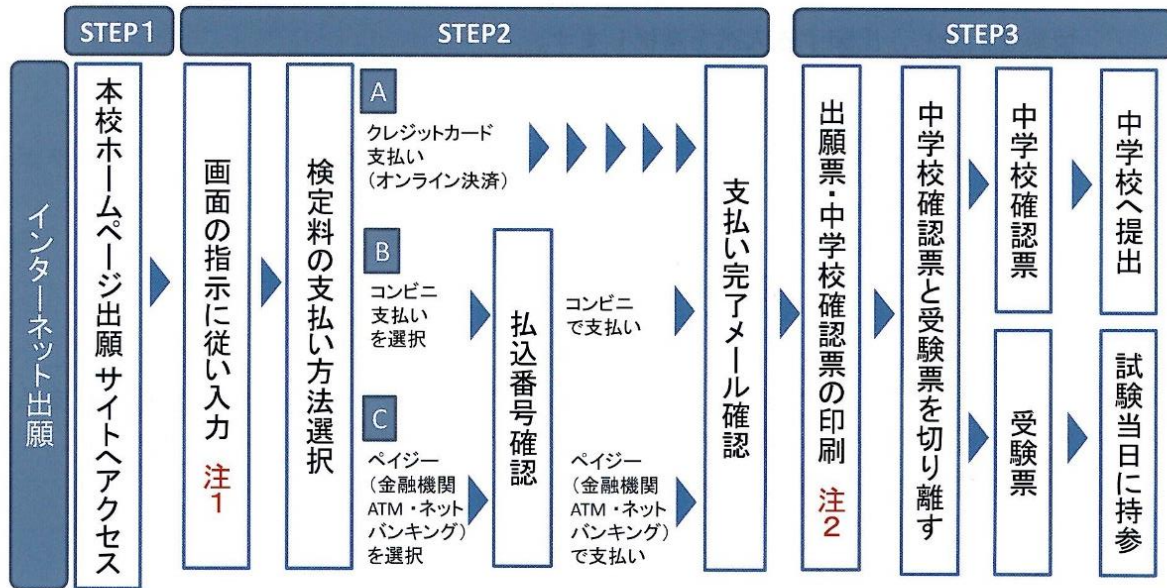 STEP1
STEP2
STEP3
インターネット出願
本校ホームページ出願 サイトへアクセス
画面の指示に従い入力 注1
検定料の支払い方法選択
A
クレジットカード
支払い
(オンライン決済)
B
コンビニ
支払い
を選択
C
ペイジー
(金融機関
ATM・ネット
バンキング)
を選択
払込番号確認
コンビニ
で支払い
ペイジー
(金融機関
ATM・ネット
バンキング)
で支払い
支払い完了メール確認
出願票・中学校確認票の印刷 注2
中学校確認票と受験票を切り離す
中学校確認票
中学校へ提出
受験票
試験当日に持参